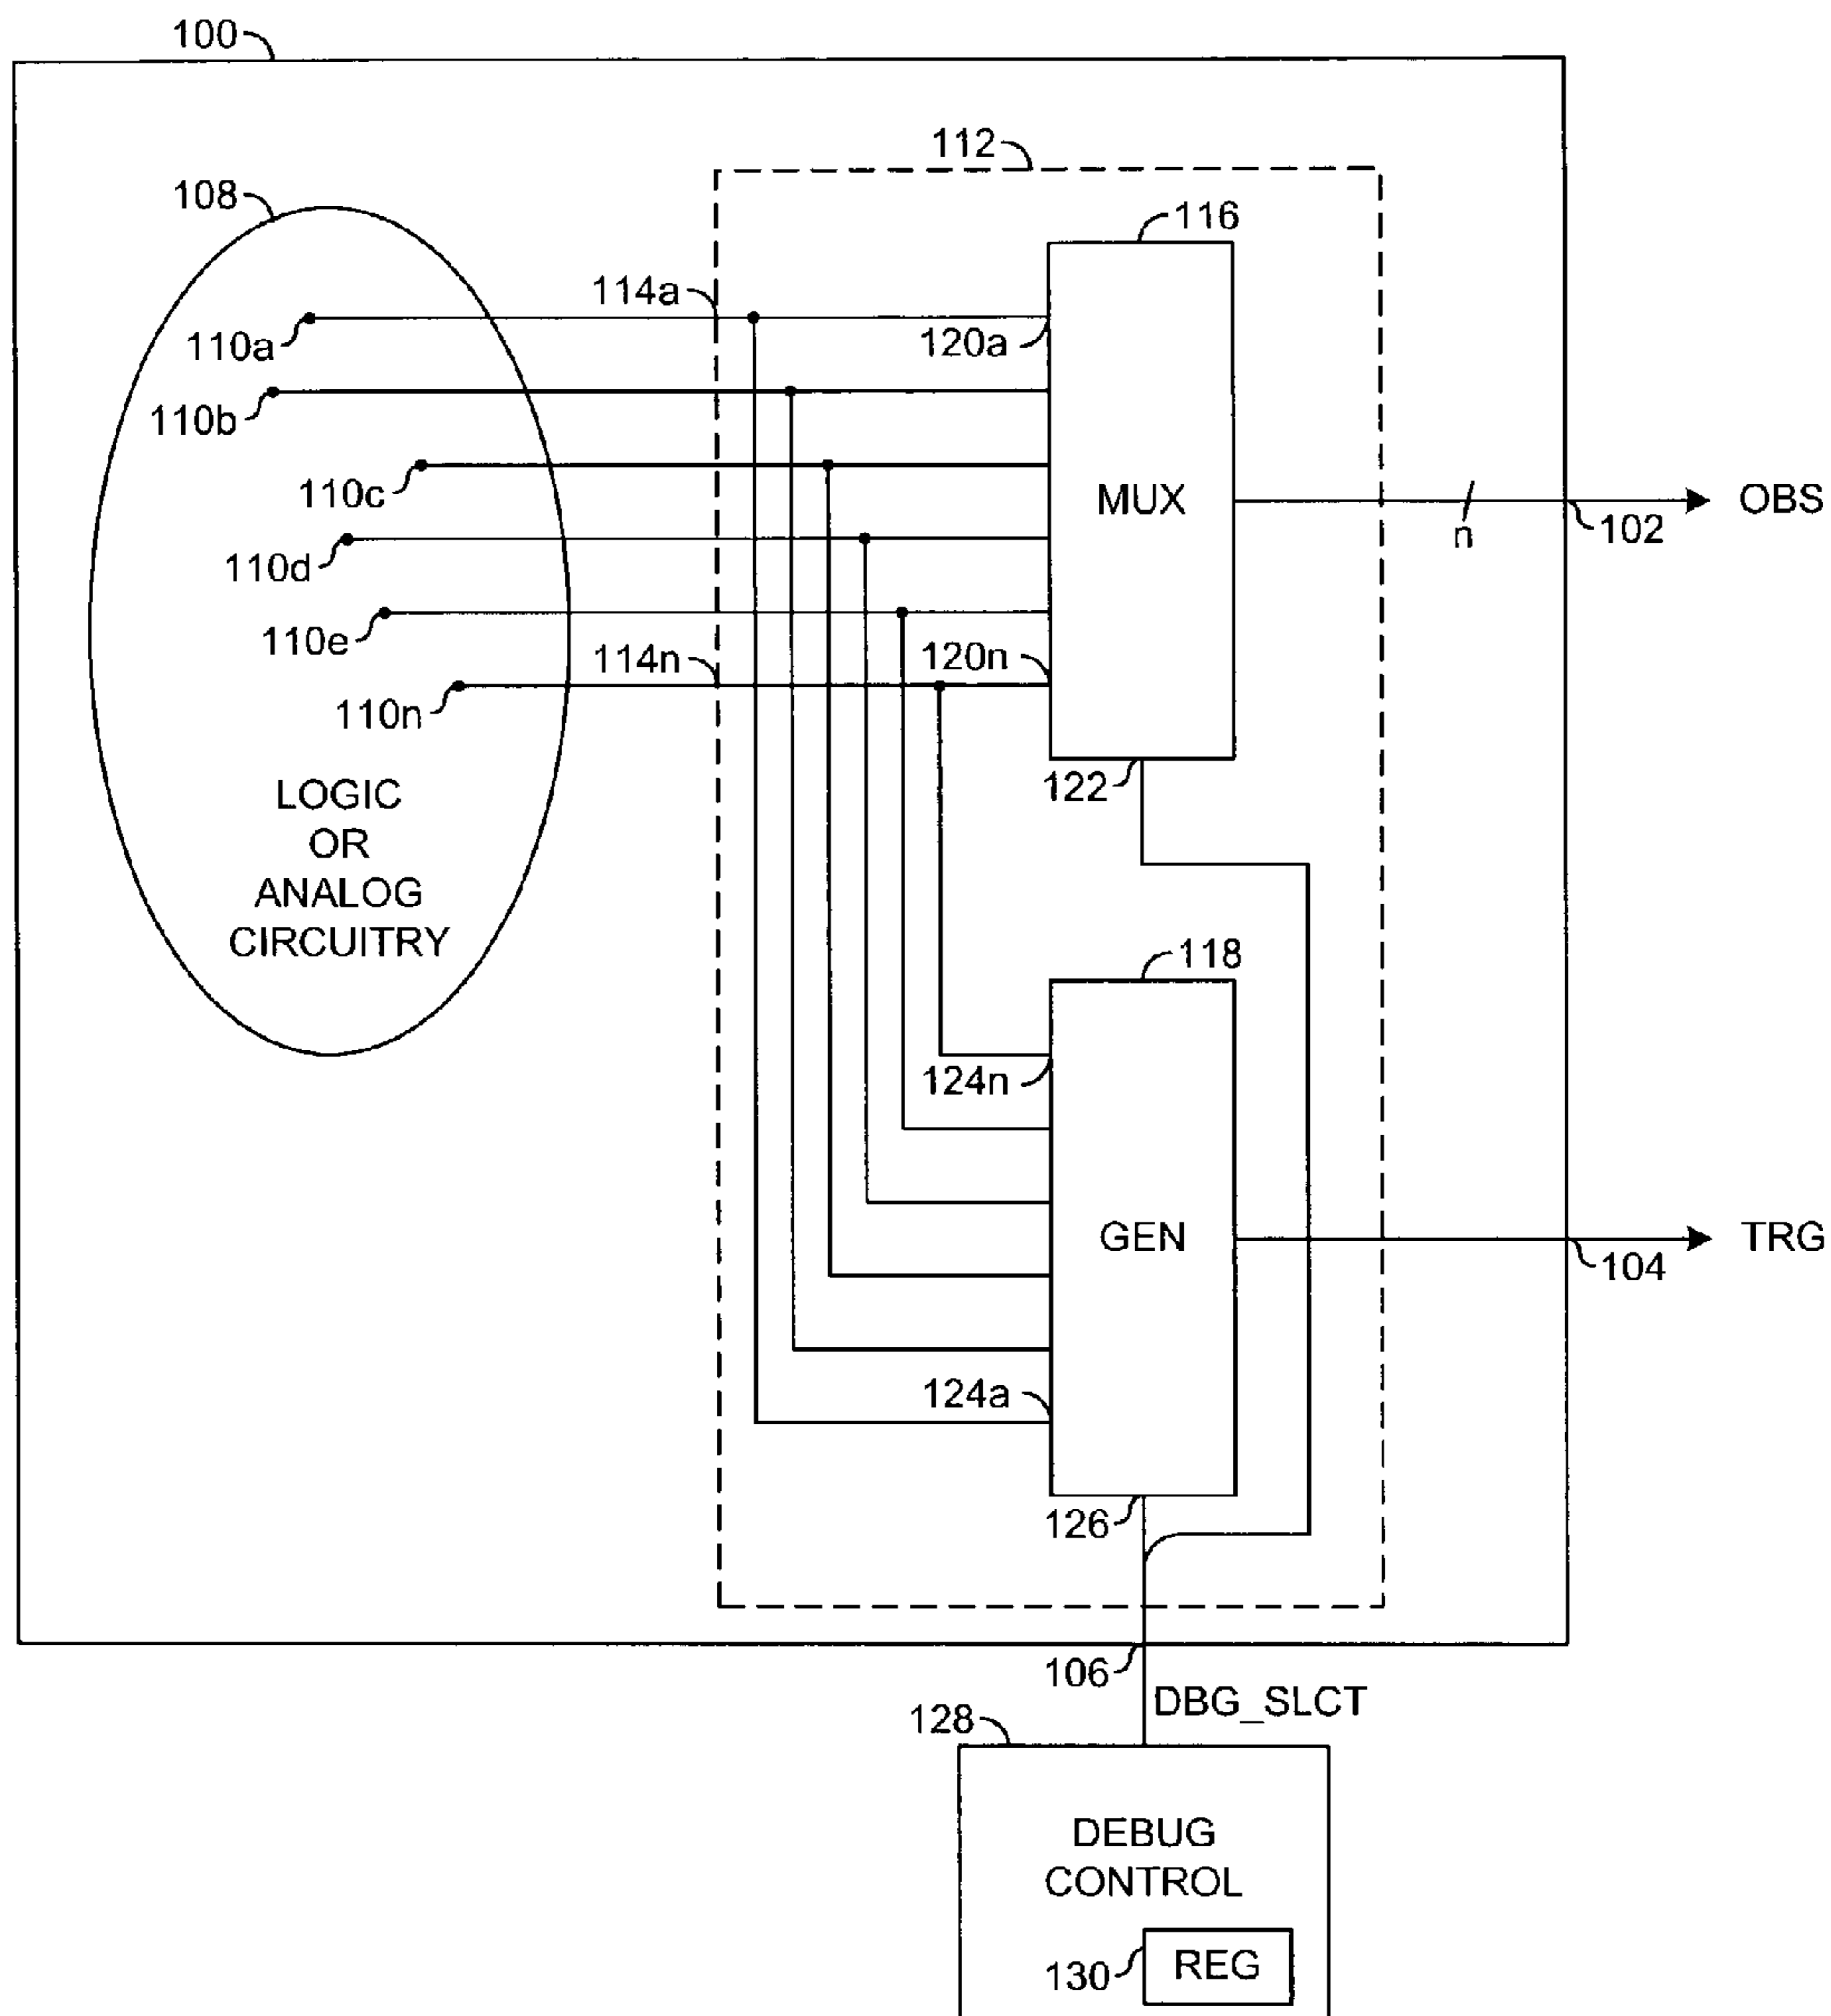 100
112
108
116
114a
110a
120a
110b
110c
MUX
OBS
n
102
110d
110e
114n
120n
110n
122
LOGIC
OR
ANALOG
CIRCUITRY
118
124n
GEN
TRG
104
124a
126
106
DBG_SLCT
128
DEBUG
CONTROL
130
REG